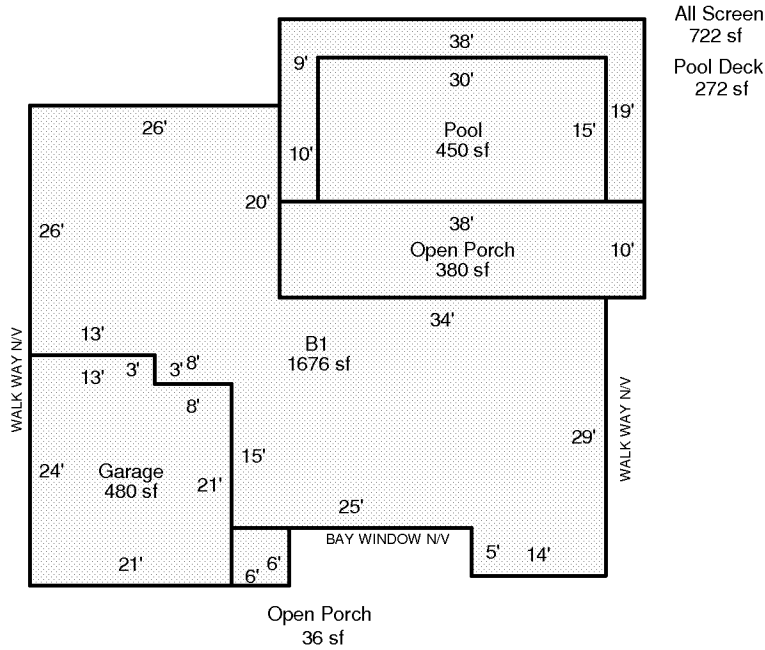 All Screen
722 sf
Pool Deck
272 sf
38'
9'
30'
19'
Pool
450 sf
15'
10'
26'
20'
38'
Open Porch
380 sf
10'
26'
34'
13'
B1
1676 sf
3'
8'
13'
3'
8'
WALK WAY N/V
WALK WAY N/V
29'
15'
24'
Garage
480 sf
21'
25'
BAY WINDOW N/V
5'
14'
21'
6'
6'
Open Porch
36 sf